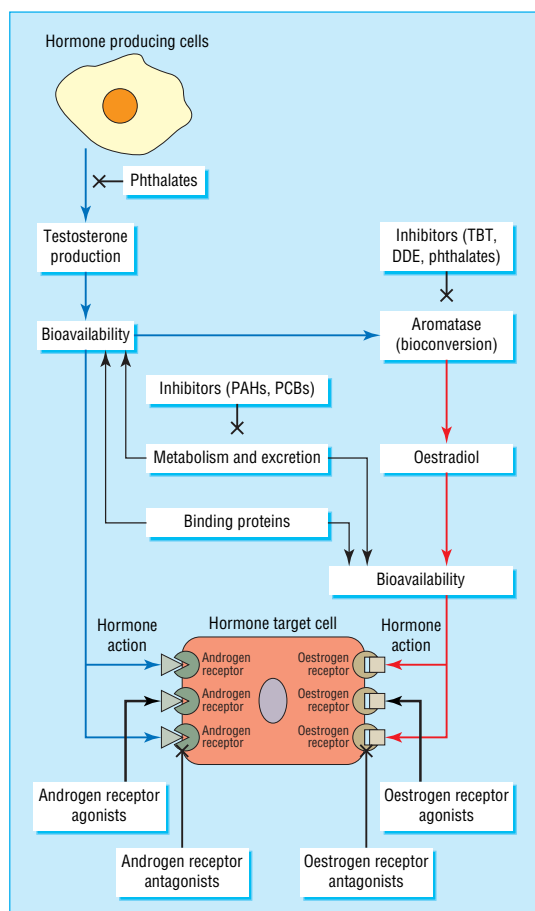 Hormone producing cells
Phthalates
Testosterone
production
Inhibitors (TBT,
DDE, phthalates)
Bioavailability
Aromatase
(bioconversion)
Inhibitors (PAHs, PCBs)
Metabolism and excretion
Oestradiol
Binding proteins
Bioavailability
Hormone
action
Hormone target cell
Hormone
action
Androgen
receptor
Oestrogen
receptor
Androgen
receptor
Oestrogen
receptor
Androgen
receptor
Oestrogen
receptor
Androgen receptor
agonists
Oestrogen receptor
agonists
Androgen receptor
antagonists
Oestrogen receptor
antagonists